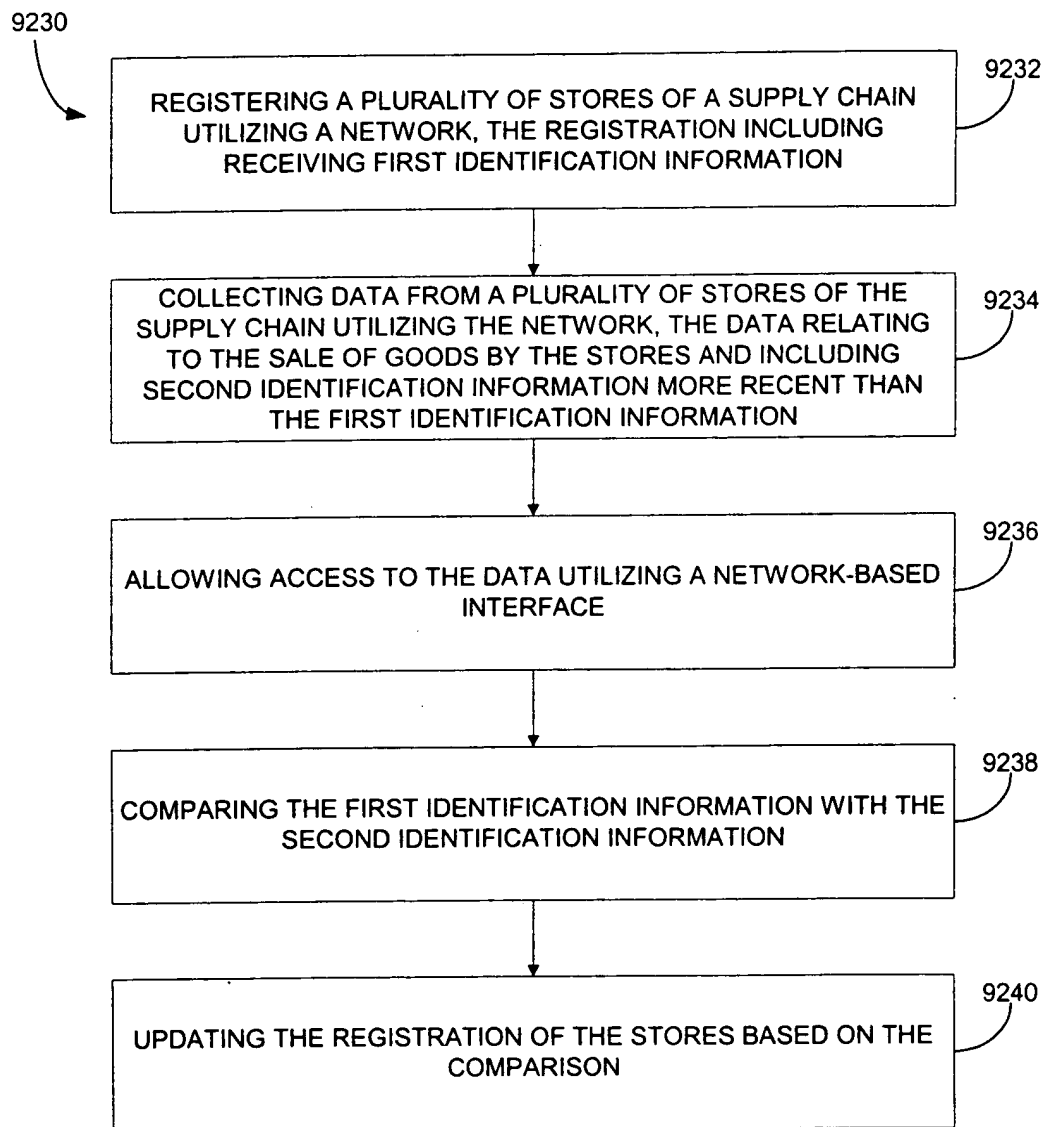 9230
9232
REGISTERING A PLURALITY OF STORES OF A SUPPLY CHAIN
UTILIZING A NETWORK, THE REGISTRATION INCLUDING
RECEIVING FIRST IDENTIFICATION INFORMATION
9234
COLLECTING DATA FROM A PLURALITY OF STORES OF THE
SUPPLY CHAIN UTILIZING THE NETWORK, THE DATA RELATING
TO THE SALE OF GOODS BY THE STORES AND INCLUDING
SECOND IDENTIFICATION INFORMATION MORE RECENT THAN
THE FIRST IDENTIFICATION INFORMATION
9236
ALLOWING ACCESS TO THE DATA UTILIZING A NETWORK-BASED
INTERFACE
9238
COMPARING THE FIRST IDENTIFICATION INFORMATION WITH THE
SECOND IDENTIFICATION INFORMATION
9240
UPDATING THE REGISTRATION OF THE STORES BASED ON THE
COMPARISON